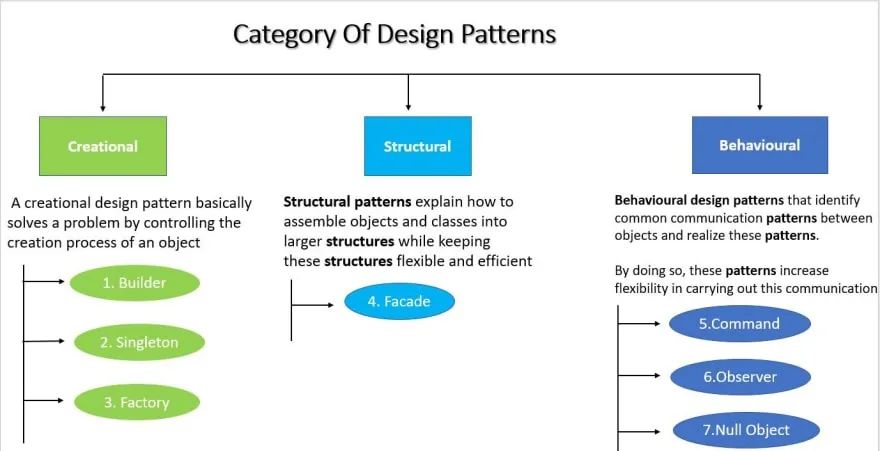 Category Of Design Patterns
Creational
A creational design pattern basically
solves a problem by controlling the
creation process of an object
1. Builder
2. Singleton
3. Factory
Structural
Structural patterns explain how to
assemble objects and classes into
larger structures while keeping
these structures flexible and efficient
4. Facade
Behavioural
Behavioural design patterns that identify
common communication patterns between
objects and realize these patterns.
By doing so, these patterns increase
flexibility in carrying out this communication
5.Command
6.Observer
7.Null Object